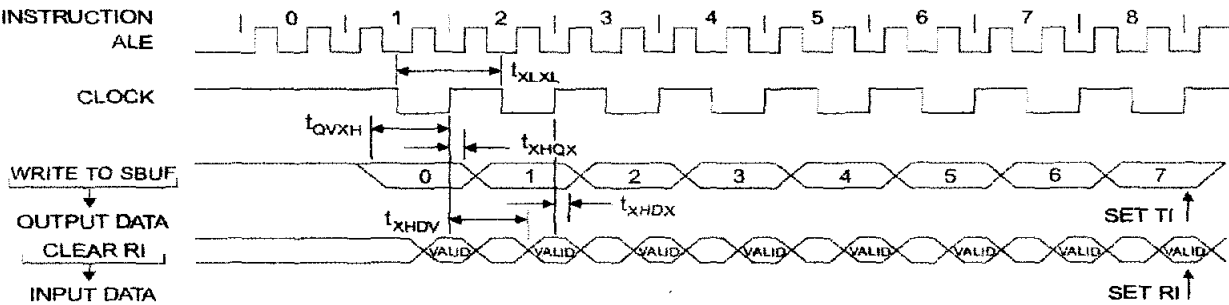 INSTRUCTION 0 1 2 3 4 5 6 7 8
ALE
tXLXL
CLOCK
tQVXH
tXHQX
WRITE TO SBUF 0 1 2 3 4 5 6 7
tXHDX
OUTPUT DATA
SET TI
tXHDV
CLEAR RI VALID VALID VALID VALID VALID VALID VALID VALID
INPUT DATA
SET RI